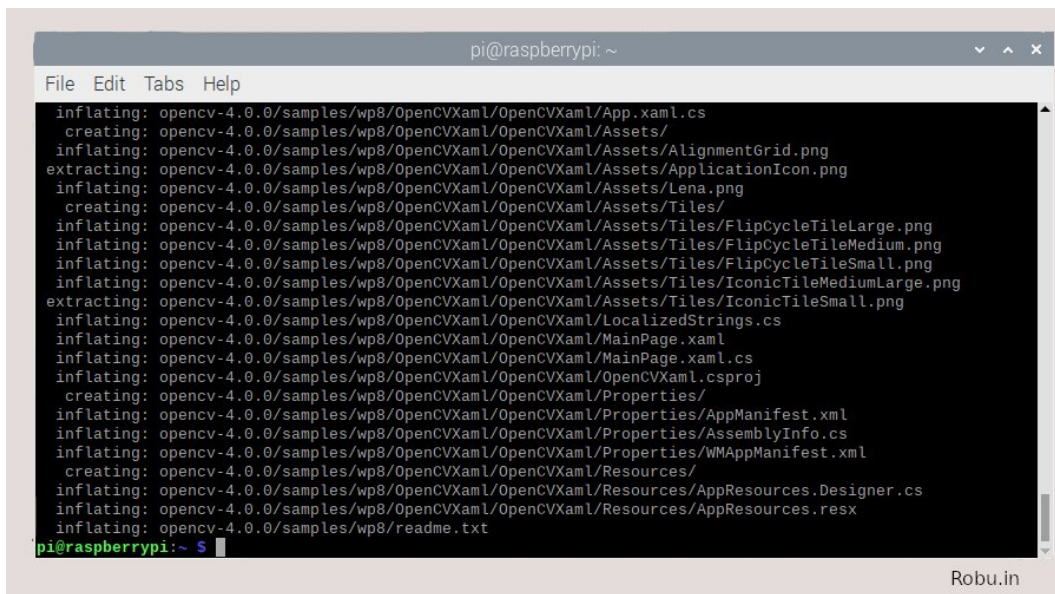 pi@raspberrypi: ~
File Edit Tabs Help
inflating: opencv-4.0.0/samples/wp8/OpenCVXaml/OpenCVXaml/App.xaml.cs
creating: opencv-4.0.0/samples/wp8/OpenCVXaml/OpenCVXaml/Assets/
inflating: opencv-4.0.0/samples/wp8/OpenCVXaml/OpenCVXaml/Assets/AlignmentGrid.png
extracting: opencv-4.0.0/samples/wp8/OpenCVXaml/OpenCVXaml/Assets/ApplicationIcon.png
inflating: opencv-4.0.0/samples/wp8/OpenCVXaml/OpenCVXaml/Assets/Lena.png
creating: opencv-4.0.0/samples/wp8/OpenCVXaml/OpenCVXaml/Assets/Tiles/
inflating: opencv-4.0.0/samples/wp8/OpenCVXaml/OpenCVXaml/Assets/Tiles/FlipCycleTileLarge.png
inflating: opencv-4.0.0/samples/wp8/OpenCVXaml/OpenCVXaml/Assets/Tiles/FlipCycleTileMedium.png
inflating: opencv-4.0.0/samples/wp8/OpenCVXaml/OpenCVXaml/Assets/Tiles/FlipCycleTileSmall.png
inflating: opencv-4.0.0/samples/wp8/OpenCVXaml/OpenCVXaml/Assets/Tiles/IconicTileMediumLarge.png
extracting: opencv-4.0.0/samples/wp8/OpenCVXaml/OpenCVXaml/Assets/Tiles/IconicTileSmall.png
inflating: opencv-4.0.0/samples/wp8/OpenCVXaml/OpenCVXaml/LocalizedStrings.cs
inflating: opencv-4.0.0/samples/wp8/OpenCVXaml/OpenCVXaml/MainPage.xaml
inflating: opencv-4.0.0/samples/wp8/OpenCVXaml/OpenCVXaml/MainPage.xaml.cs
inflating: opencv-4.0.0/samples/wp8/OpenCVXaml/OpenCVXaml/OpenCVXaml.csproj
creating: opencv-4.0.0/samples/wp8/OpenCVXaml/OpenCVXaml/Properties/
inflating: opencv-4.0.0/samples/wp8/OpenCVXaml/OpenCVXaml/Properties/AppManifest.xml
inflating: opencv-4.0.0/samples/wp8/OpenCVXaml/OpenCVXaml/Properties/AssemblyInfo.cs
inflating: opencv-4.0.0/samples/wp8/OpenCVXaml/OpenCVXaml/Properties/WMAppManifest.xml
creating: opencv-4.0.0/samples/wp8/OpenCVXaml/OpenCVXaml/Resources/
inflating: opencv-4.0.0/samples/wp8/OpenCVXaml/OpenCVXaml/Resources/AppResources.Designer.cs
inflating: opencv-4.0.0/samples/wp8/OpenCVXaml/OpenCVXaml/Resources/AppResources.resx
inflating: opencv-4.0.0/samples/wp8/readme.txt
pi@raspberrypi:~ $
Robu.in